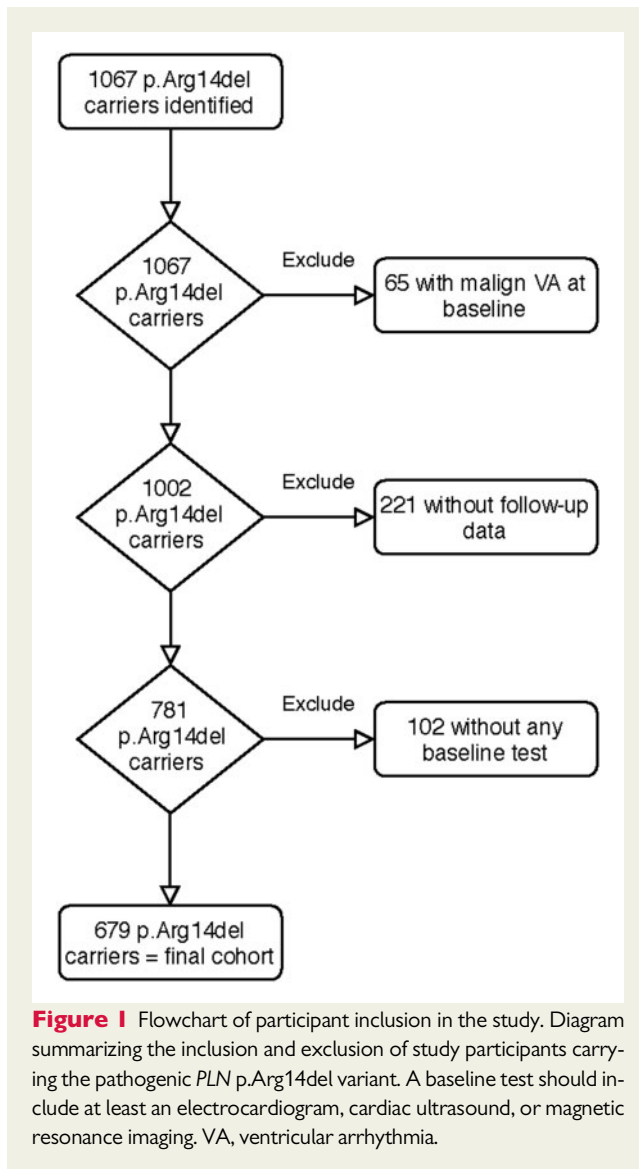 1067 p.Arg14del
carriers identified
1067
p.Arg14del
carriers
Exclude
65 with malign VA at
baseline
1002
p.Arg14del
carriers
Exclude
221 without follow-up
data
781
p.Arg14del
carriers
Exclude
102 without any
baseline test
679 p.Arg14del
carriers = final cohort
Figure 1 Flowchart of participant inclusion in the study. Diagram
summarizing the inclusion and exclusion of study participants carry-
ing the pathogenic PLN p.Arg14del variant. A baseline test should in-
clude at least an electrocardiogram, cardiac ultrasound, or magnetic
resonance imaging. VA, ventricular arrhythmia.